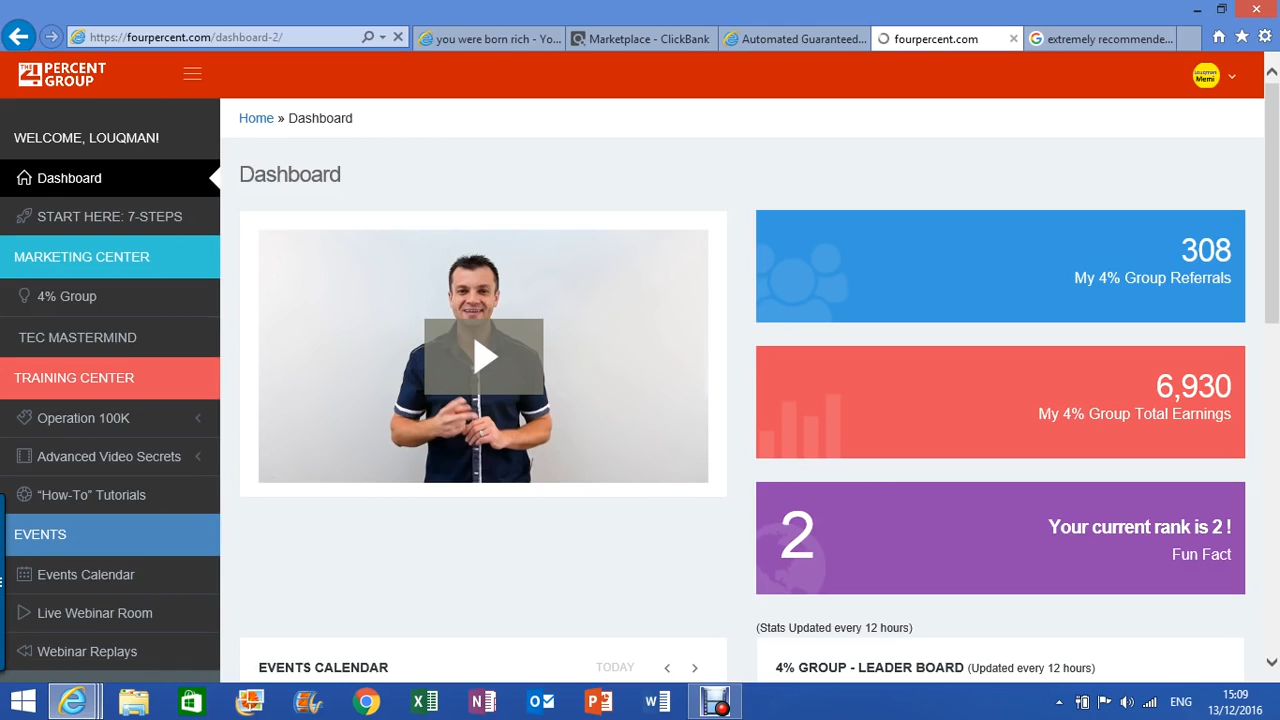 https://fourpercent.com/dashboard-2/
you were born rich - Yo...
Marketplace - ClickBank
Automated Guaranteed...
fourpercent.com
extremely recommende...
THE 4 PERCENT
GROUP
LOUQMAN
Memi
WELCOME, LOUQMAN!
Dashboard
START HERE: 7-STEPS
MARKETING CENTER
4% Group
TEC MASTERMIND
TRAINING CENTER
Operation 100K
Advanced Video Secrets
“How-To” Tutorials
EVENTS
Events Calendar
Live Webinar Room
Webinar Replays
Home » Dashboard
Dashboard
308
My 4% Group Referrals
6,930
My 4% Group Total Earnings
2
Your current rank is 2 !
Fun Fact
(Stats Updated every 12 hours)
EVENTS CALENDAR
TODAY
4% GROUP - LEADER BOARD (Updated every 12 hours)
ENG
15:09
13/12/2016